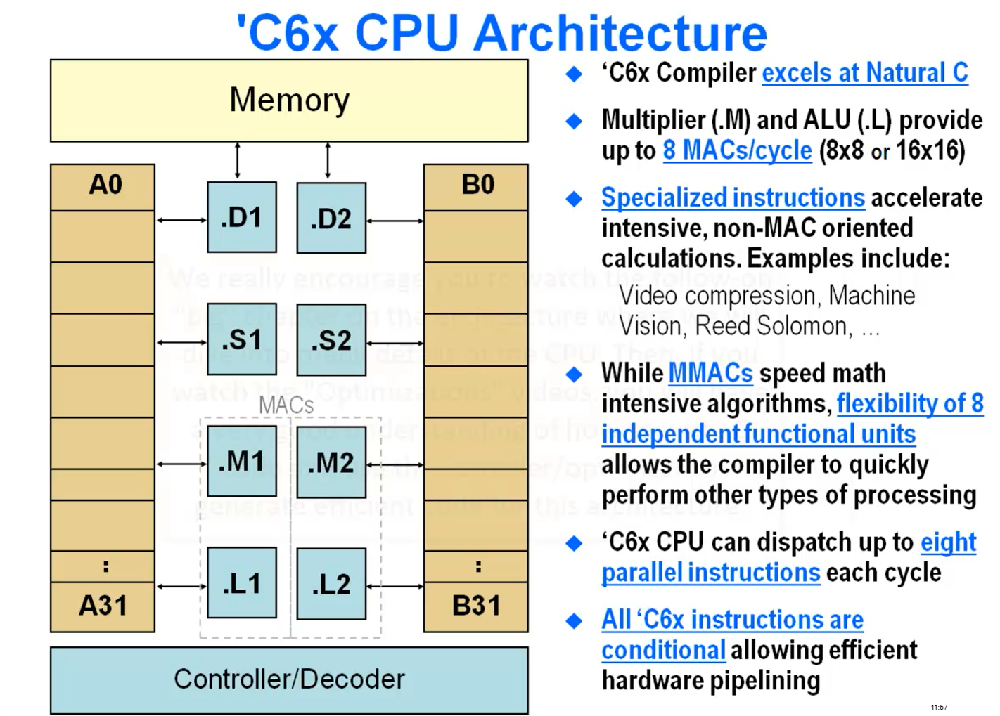 'C6x CPU Architecture
Memory
A0
B0
.D1
.D2
.S1
.S2
MACs
.M1
.M2
.L1
.L2
:
:
A31
B31
Controller/Decoder
‘C6x Compiler excels at Natural C
Multiplier (.M) and ALU (.L) provide
up to 8 MACs/cycle (8x8 or 16x16)
Specialized instructions accelerate
intensive, non-MAC oriented
calculations. Examples include:
Video compression, Machine
Vision, Reed Solomon, ...
While MMACs speed math
intensive algorithms, flexibility of 8
independent functional units
allows the compiler to quickly
perform other types of processing
‘C6x CPU can dispatch up to eight
parallel instructions each cycle
All ‘C6x instructions are
conditional allowing efficient
hardware pipelining
We really encourage you to watch the follow-on
chapter on the architecture where we will
dive into many details of the CPU. Then, if you
watch the "Optimizations" videos, you will have
a very good understanding of how
generate efficient code for this architecture
11:57